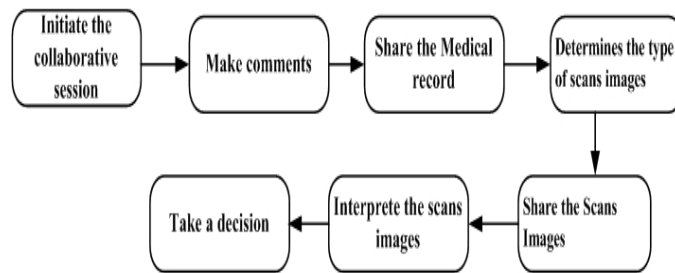 Initiate the
collaborative
session
Make comments
Share the Medical
record
Determines the type
of scans images
Share the Scans
Images
Interprete the scans
images
Take a decision